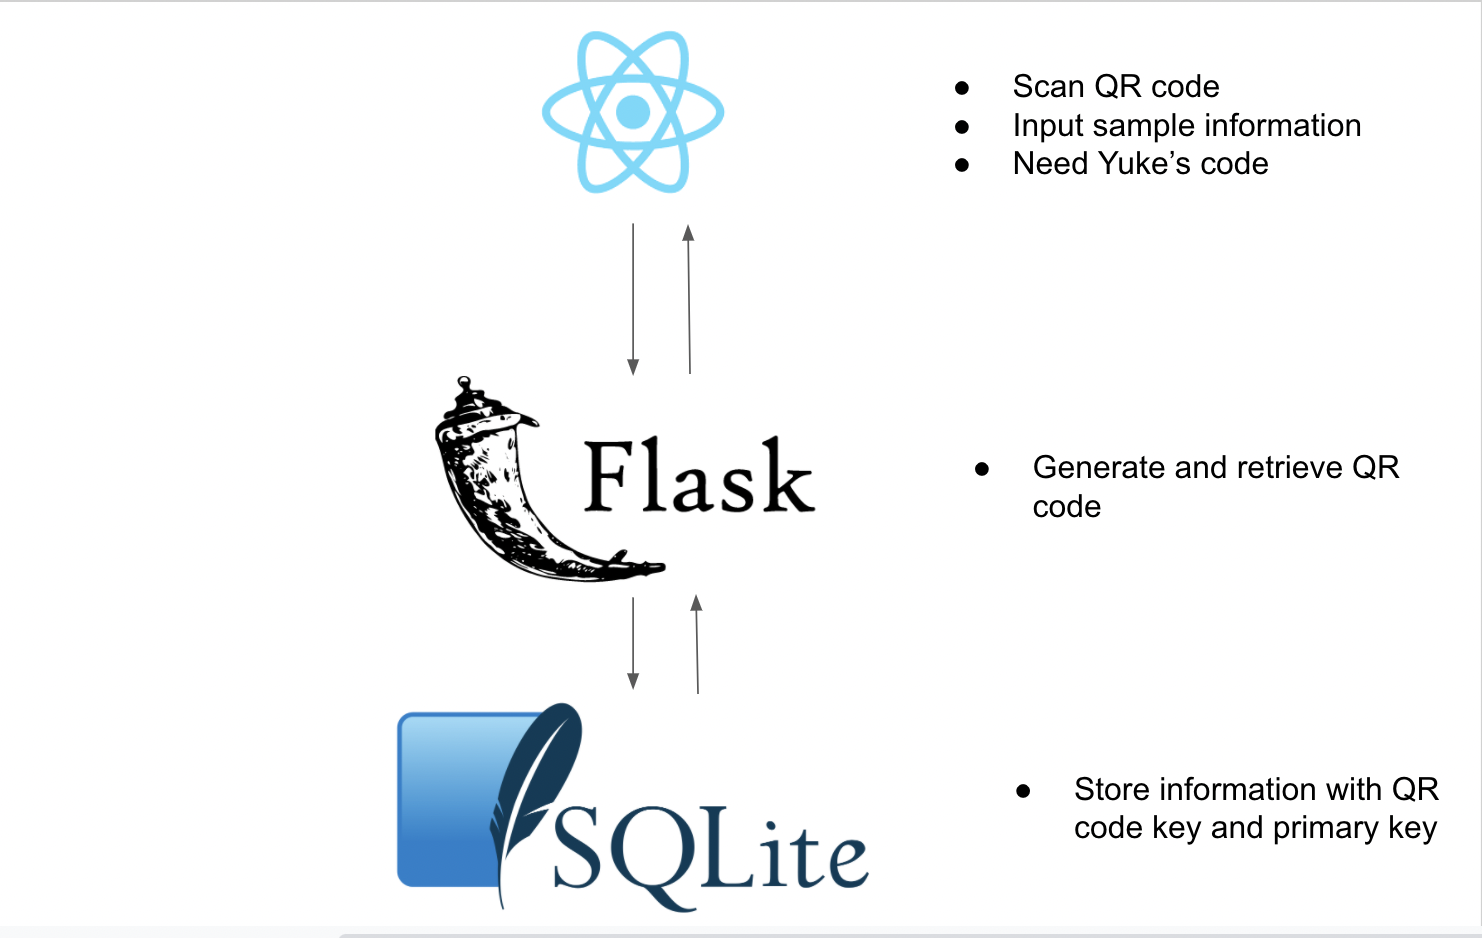 ● Scan QR code
● Input sample information
● Need Yuke’s code
Flask
● Generate and retrieve QR
code
SQLite
● Store information with QR
code key and primary key